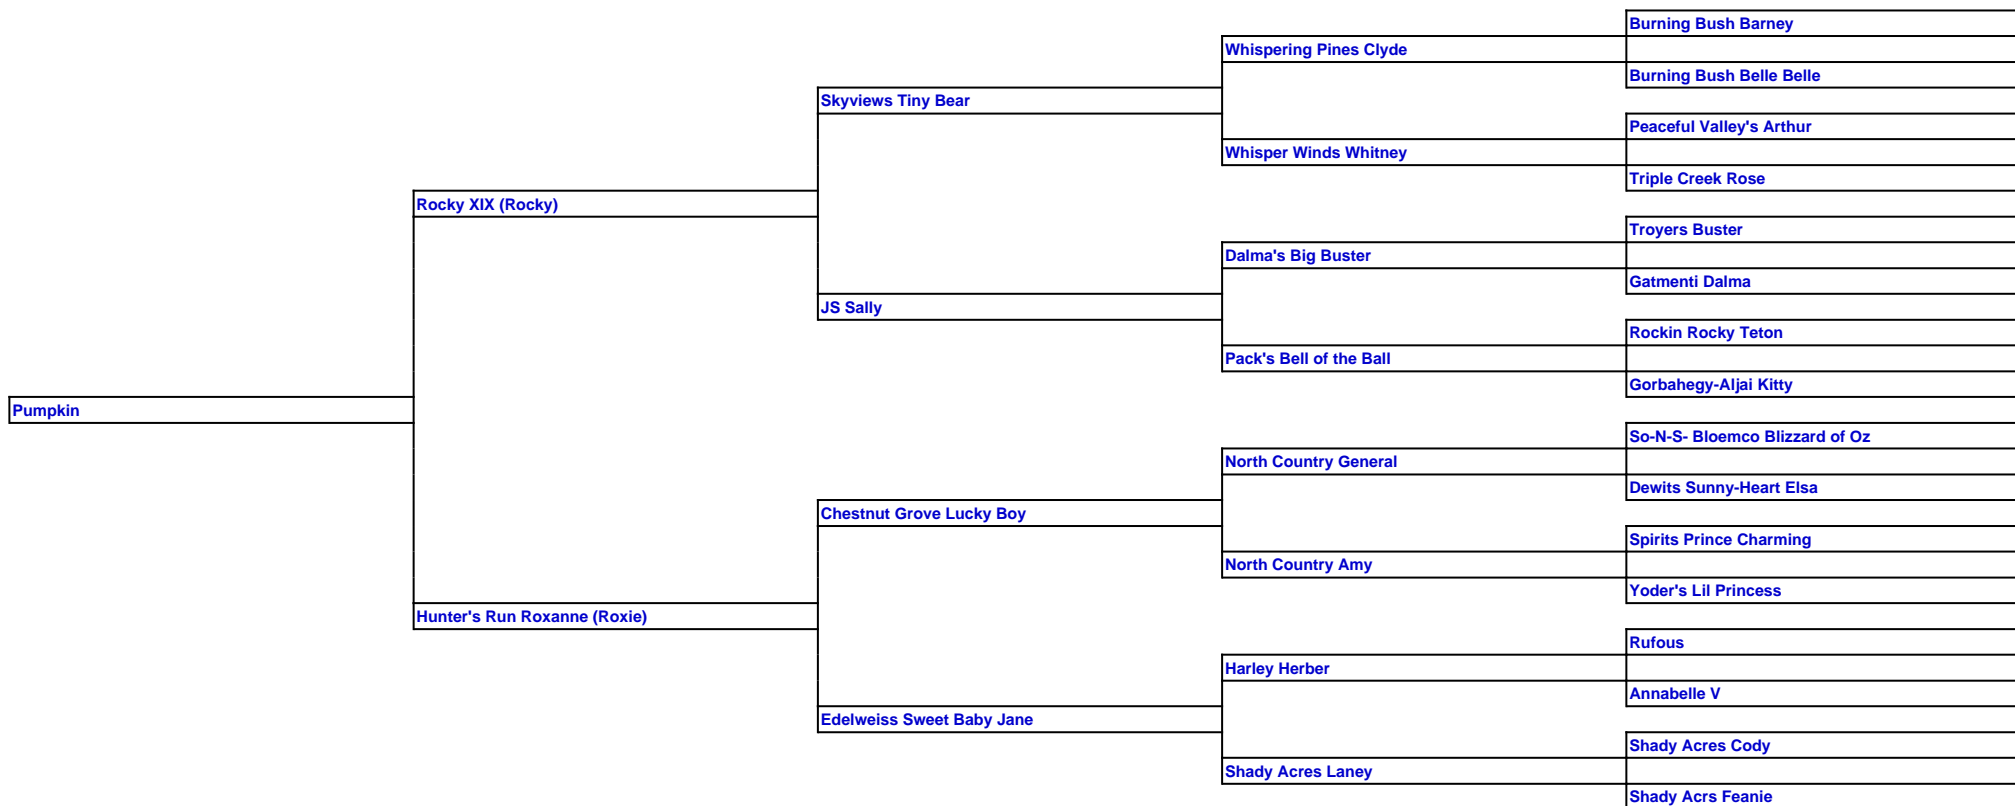 Burning Bush Barney
Whispering Pines Clyde
Burning Bush Belle Belle
Skyviews Tiny Bear
Peaceful Valley's Arthur
Whisper Winds Whitney
Triple Creek Rose
Rocky XIX (Rocky)
Troyers Buster
Dalma's Big Buster
Gatmenti Dalma
JS Sally
Rockin Rocky Teton
Pack's Bell of the Ball
Gorbahegy-Aljai Kitty
Pumpkin
So-N-S- Bloemco Blizzard of Oz
North Country General
Dewits Sunny-Heart Elsa
Chestnut Grove Lucky Boy
Spirits Prince Charming
North Country Amy
Yoder's Lil Princess
Hunter's Run Roxanne (Roxie)
Rufous
Harley Herber
Annabelle V
Edelweiss Sweet Baby Jane
Shady Acres Cody
Shady Acres Laney
Shady Acrs Feanie